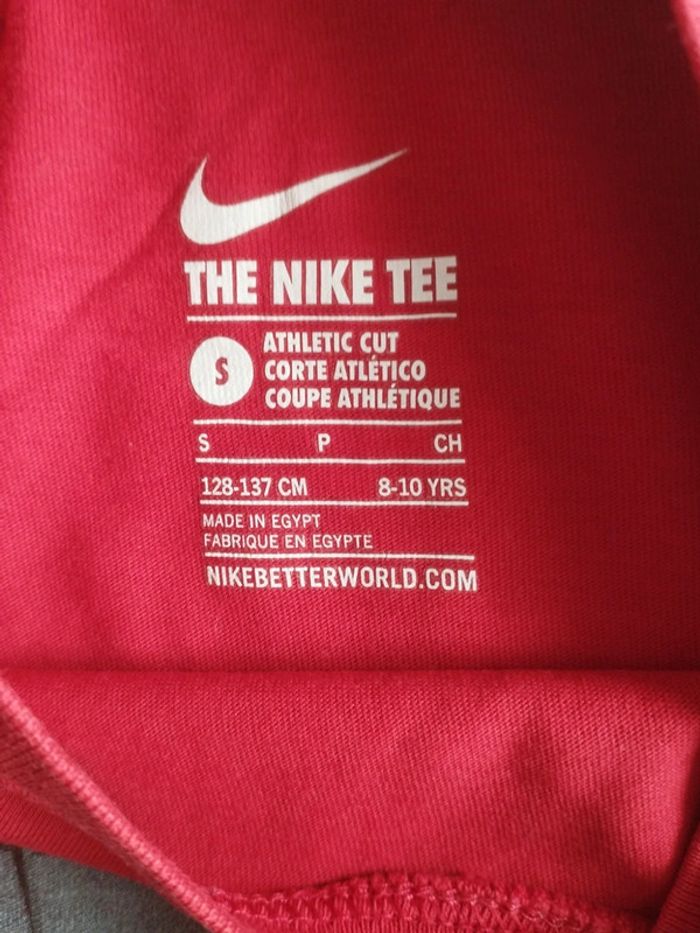 THE NIKE TEE
S
ATHLETIC CUT
CORTE ATLÉTICO
COUPE ATHLÉTIQUE
S P CH
128-137 CM 8-10 YRS
MADE IN EGYPT
FABRIQUE EN EGYPTE
NIKEBETTERWORLD.COM